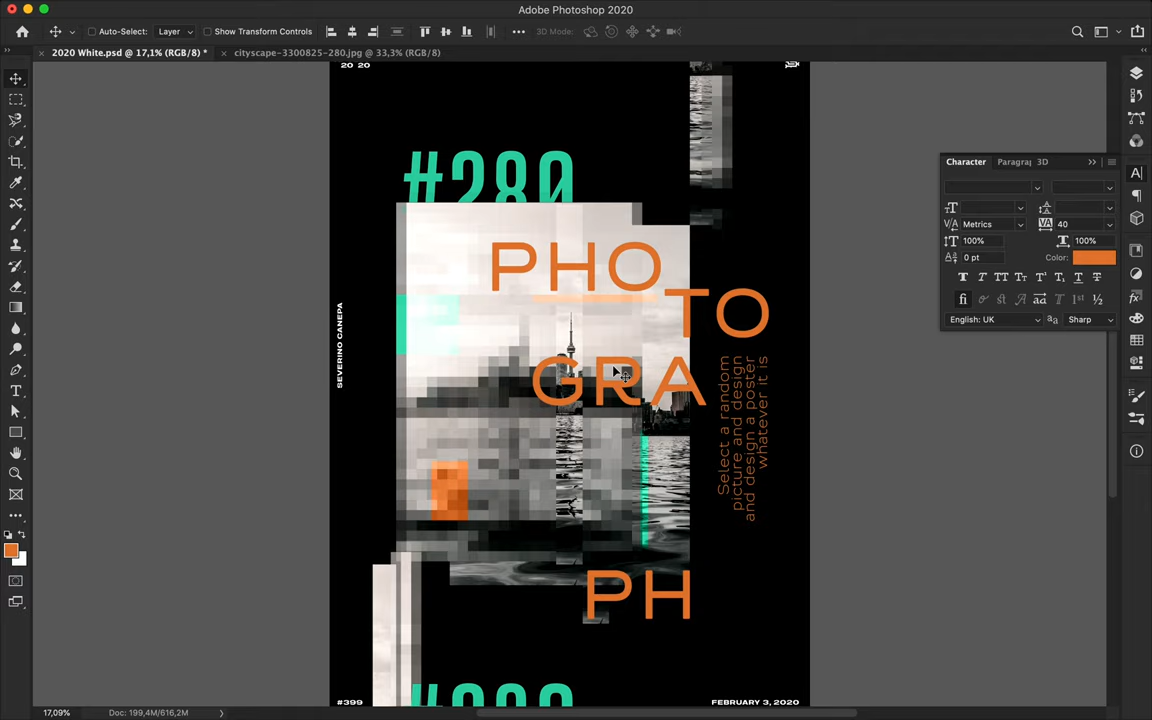 Adobe Photoshop 2020
Auto-Select:
Layer
Show Transform Controls
3D Mode:
2020 White.psd @ 17,1% (RGB/8) *
cityscape-3300825-280.jpg @ 33,3% (RGB/8)
20 20
#280
PHO
TO
GRA
PH
SEVERINO CANEPA
Select a random
picture and design
and design a poster
whatever it is
#399
FEBRUARY 3, 2020
Character
Paragra
3D
Metrics
40
100%
100%
0 pt
Color:
English: UK
Sharp
17,09%
Doc: 199,4M/616,2M